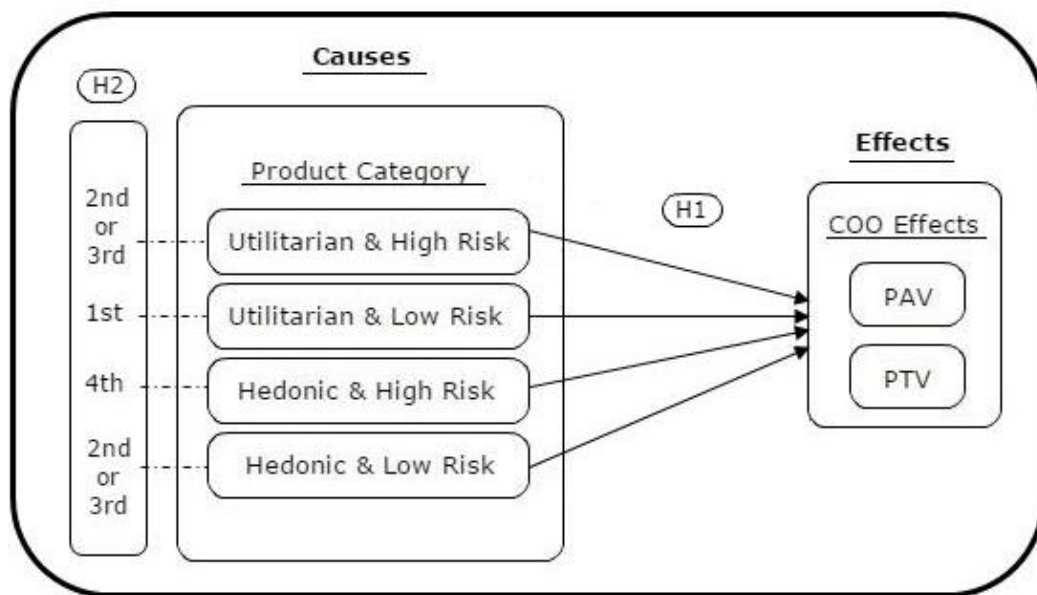 Causes
H2
Product Category
2nd
or
3rd
Utilitarian & High Risk
1st
Utilitarian & Low Risk
4th
Hedonic & High Risk
2nd
or
3rd
Hedonic & Low Risk
H1
Effects
COO Effects
PAV
PTV